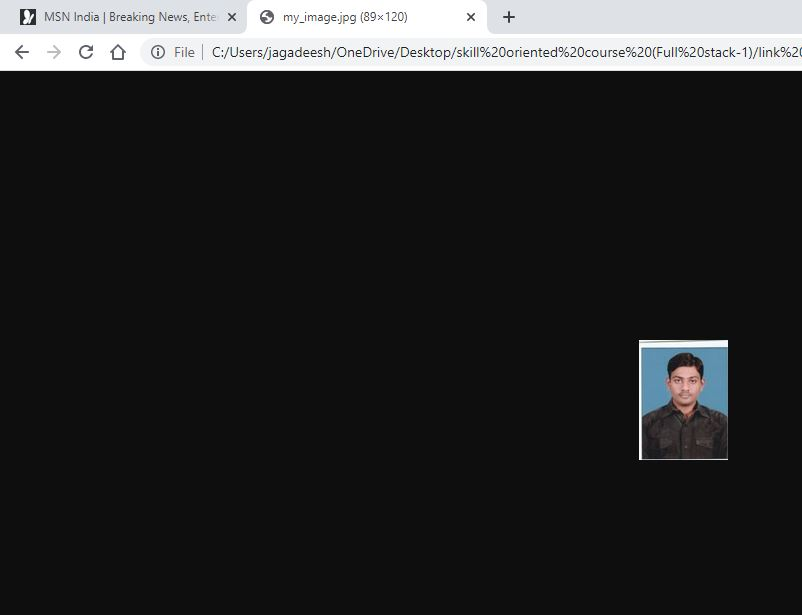 MSN India | Breaking News, Ente
my_image.jpg (89×120)
File
C:/Users/jagadeesh/OneDrive/Desktop/skill%20oriented%20course%20(Full%20stack-1)/link%20